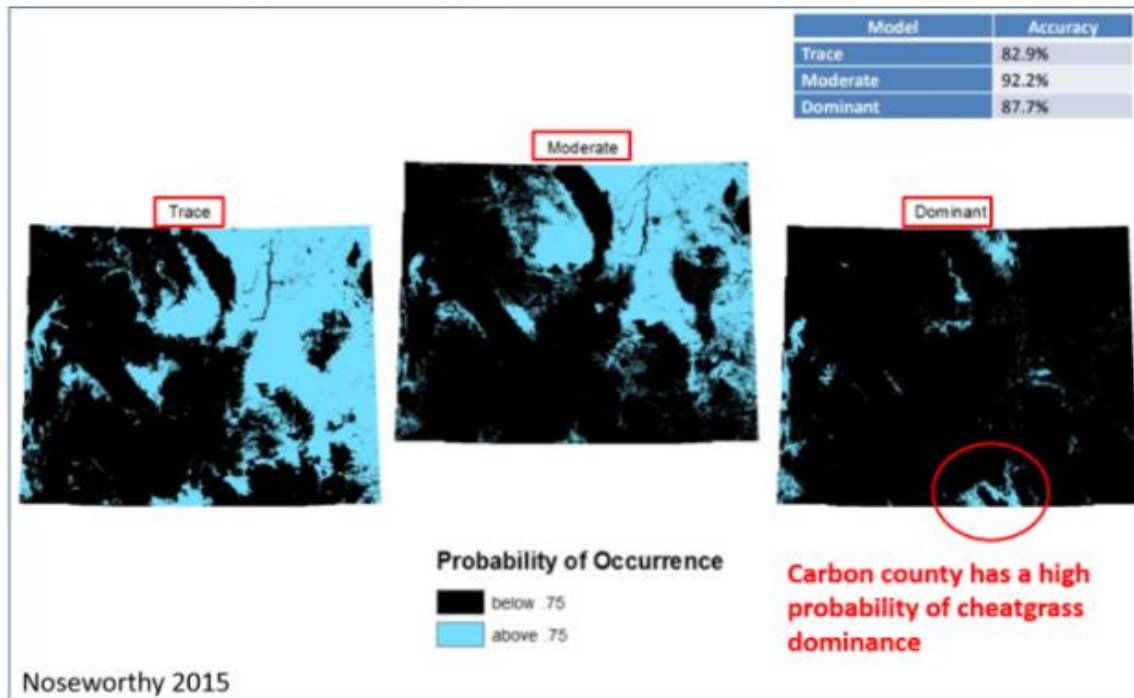 Model Accuracy
Trace 82.9%
Moderate 92.2%
Dominant 87.7%
Moderate
Trace
Dominant
Probability of Occurrence
below .75
above .75
Carbon county has a high
probability of cheatgrass
dominance
Noseworthy 2015